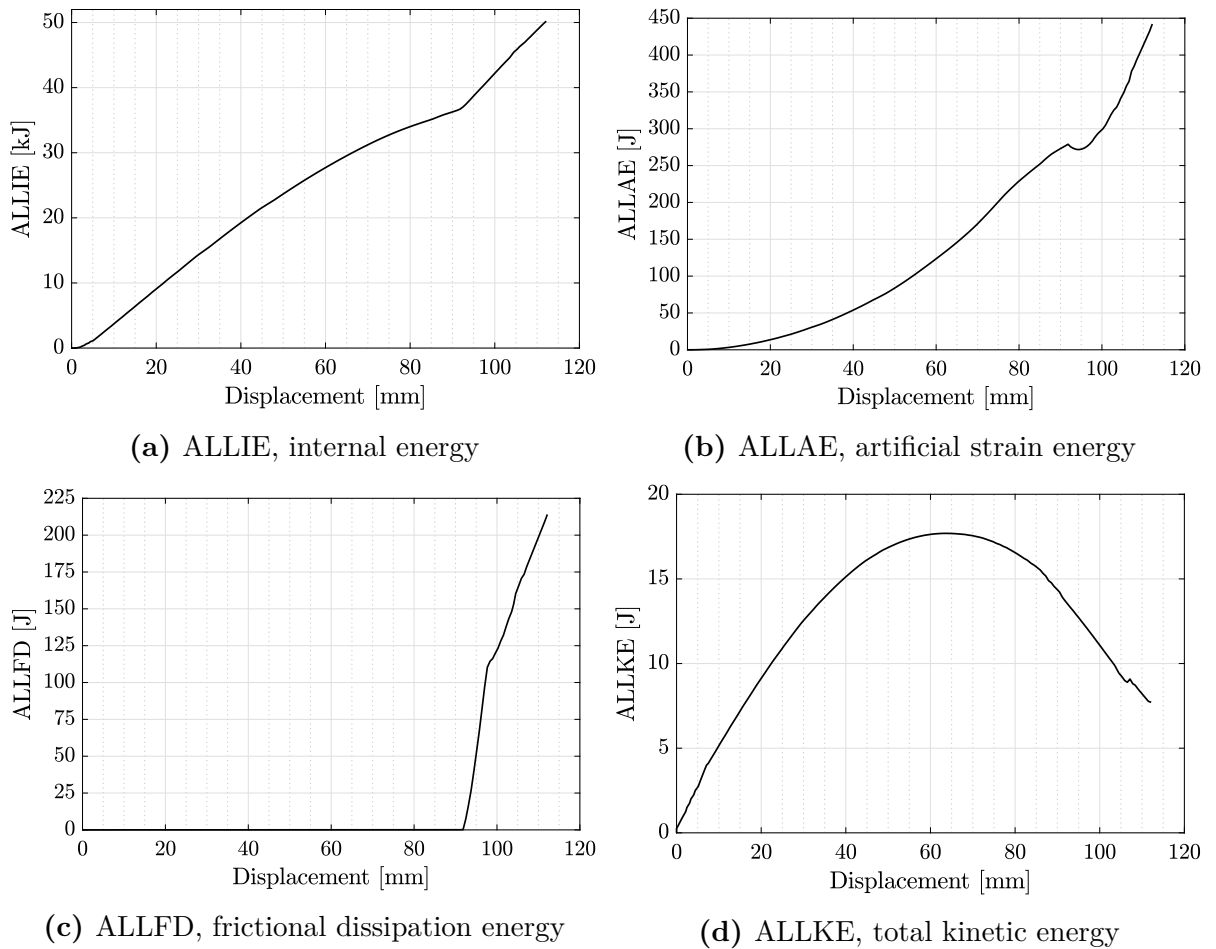 50
40
30
20
10
0
0 20 40 60 80 100 120
ALLIE [kJ]
Displacement [mm]
(a) ALLIE, internal energy
450
400
350
300
250
200
150
100
50
0
0 20 40 60 80 100 120
ALLAE [J]
Displacement [mm]
(b) ALLAE, artificial strain energy
225
200
175
150
125
100
75
50
25
0
0 20 40 60 80 100 120
ALLFD [J]
Displacement [mm]
(c) ALLFD, frictional dissipation energy
20
15
10
5
0
0 20 40 60 80 100 120
ALLKE [J]
Displacement [mm]
(d) ALLKE, total kinetic energy